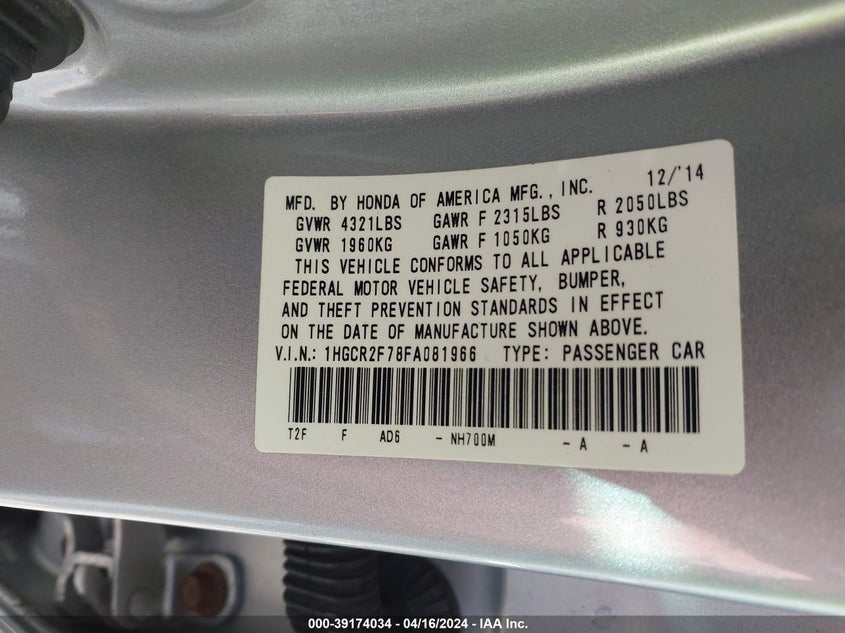 MFD. BY HONDA OF AMERICA MFG., INC. 12/'14
GVWR 4321LBS GAWR F 2315LBS R 2050LBS
GVWR 1960KG GAWR F 1050KG R 930KG
THIS VEHICLE CONFORMS TO ALL APPLICABLE
FEDERAL MOTOR VEHICLE SAFETY, BUMPER,
AND THEFT PREVENTION STANDARDS IN EFFECT
ON THE DATE OF MANUFACTURE SHOWN ABOVE.
V.I.N.: 1HGCR2F78FA081966 TYPE: PASSENGER CAR
T2F F AD6 - NH700M - A - A
000-39174034 - 04/16/2024 - IAA Inc.